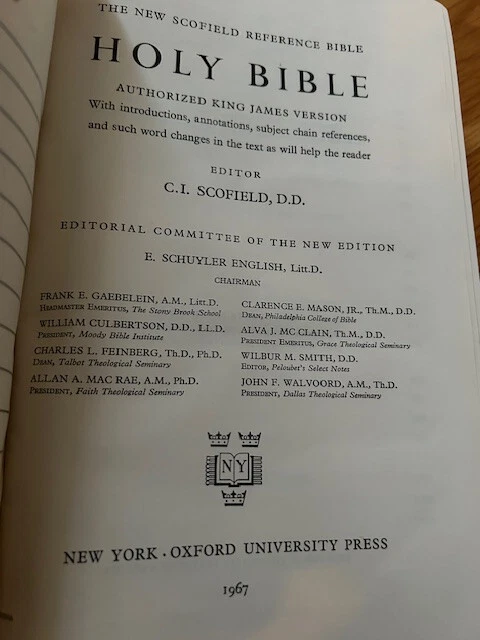 THE NEW SCOFIELD REFERENCE BIBLE
HOLY BIBLE
AUTHORIZED KING JAMES VERSION
With introductions, annotations, subject chain references,
and such word changes in the text as will help the reader
EDITOR
C.I. SCOFIELD, D.D.
EDITORIAL COMMITTEE OF THE NEW EDITION
E. SCHUYLER ENGLISH, Litt.D.
CHAIRMAN
FRANK E. GAEBELEIN, A.M., Litt.D.
HEADMASTER EMERITUS, The Stony Brook School
WILLIAM CULBERTSON, D.D., LL.D.
PRESIDENT, Moody Bible Institute
CHARLES L. FEINBERG, Th.D., Ph.D.
DEAN, Talbot Theological Seminary
ALLAN A. MAC RAE, A.M., Ph.D.
PRESIDENT, Faith Theological Seminary
CLARENCE E. MASON, JR., Th.M., D.D.
DEAN, Philadelphia College of Bible
ALVA J. MC CLAIN, Th.M., D.D.
PRESIDENT EMERITUS, Grace Theological Seminary
WILBUR M. SMITH, D.D.
EDITOR, Peloubet's Select Notes
JOHN F. WALVOORD, A.M., Th.D.
PRESIDENT, Dallas Theological Seminary
NY
NEW YORK · OXFORD UNIVERSITY PRESS
1967